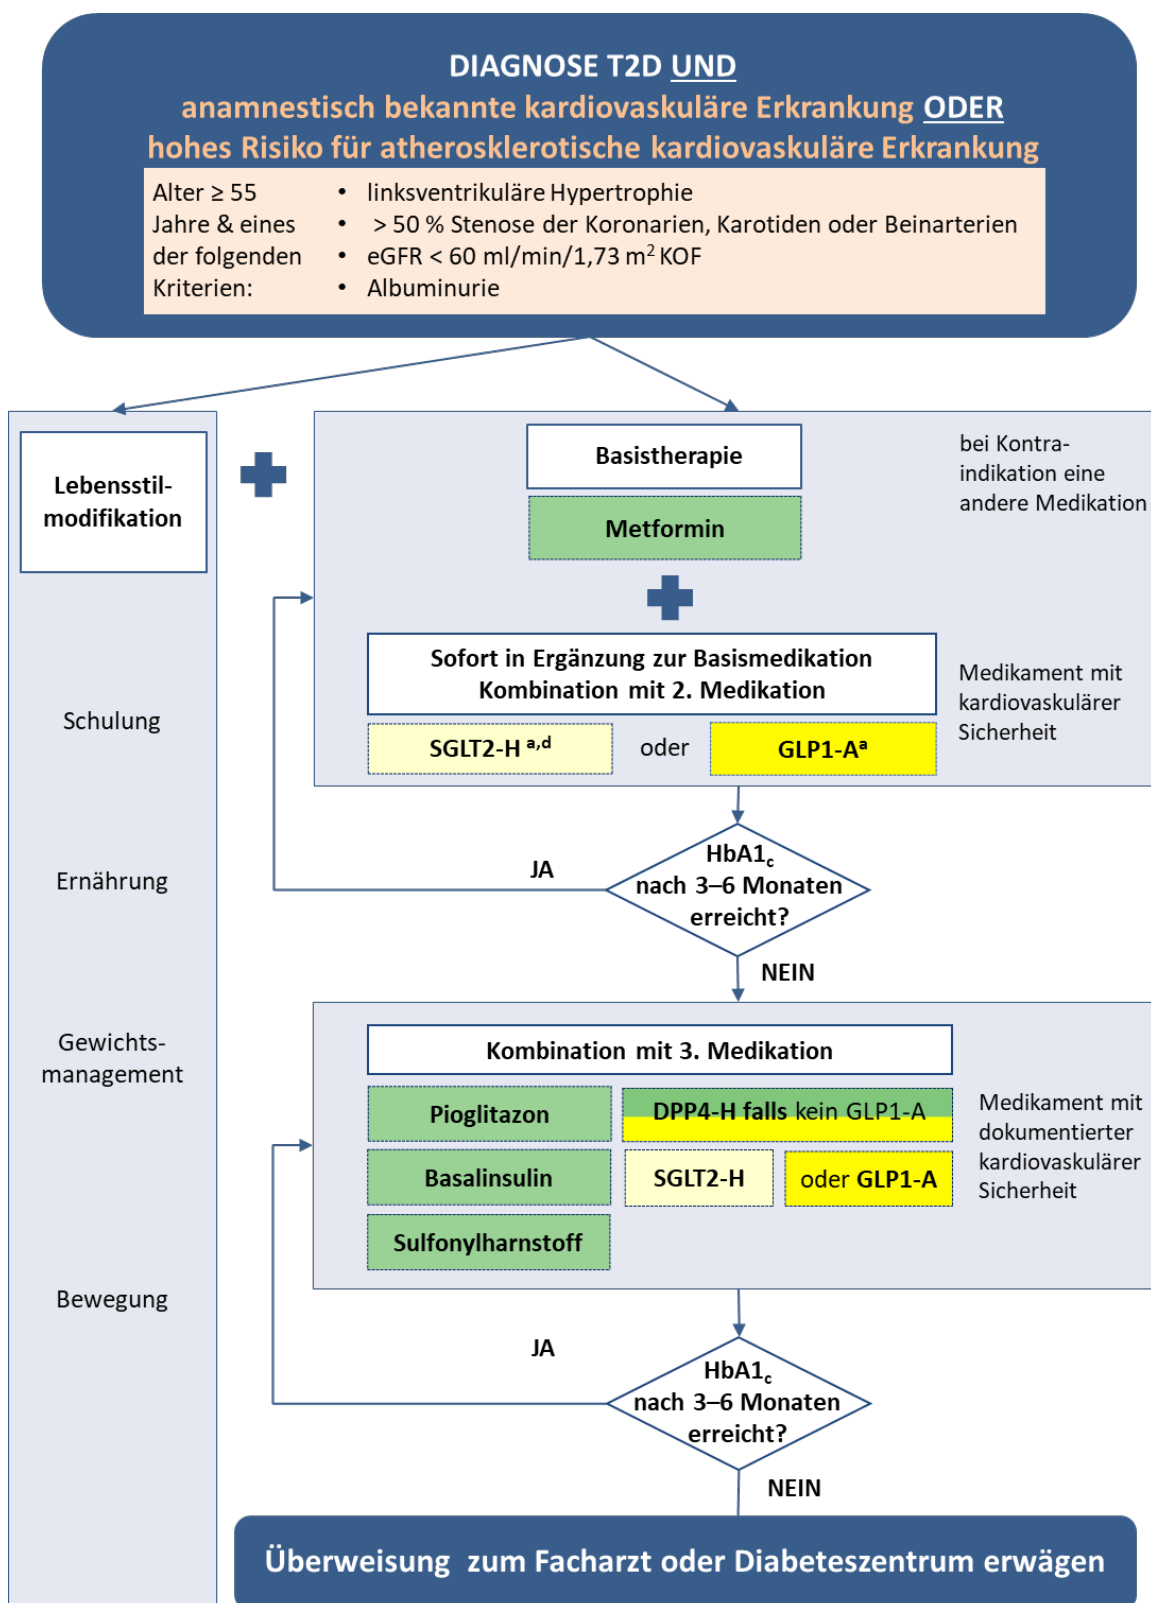 DIAGNOSE T2D UND
anamnestisch bekannte kardiovaskuläre Erkrankung ODER
hohes Risiko für atherosklerotische kardiovaskuläre Erkrankung
Alter ≥ 55
Jahre & eines
der folgenden
Kriterien:
• linksventrikuläre Hypertrophie
• > 50 % Stenose der Koronarien, Karotiden oder Beinarterien
• eGFR < 60 ml/min/1,73 m² KOF
• Albuminurie
Lebensstil-
modifikation
Schulung
Ernährung
Gewichts-
management
Bewegung
Basistherapie
Metformin
bei Kontra-
indikation eine
andere Medikation
Sofort in Ergänzung zur Basismedikation
Kombination mit 2. Medikation
SGLT2-H a,d
oder
GLP1-Aª
Medikament mit
kardiovaskulärer
Sicherheit
HbA1c
nach 3–6 Monaten
erreicht?
JA
NEIN
Kombination mit 3. Medikation
Pioglitazon
DPP4-H falls kein GLP1-A
Basalinsulin
SGLT2-H
oder GLP1-A
Sulfonylharnstoff
Medikament mit
dokumentierter
kardiovaskulärer
Sicherheit
JA
HbA1c
nach 3–6 Monaten
erreicht?
NEIN
Überweisung zum Facharzt oder Diabeteszentrum erwägen